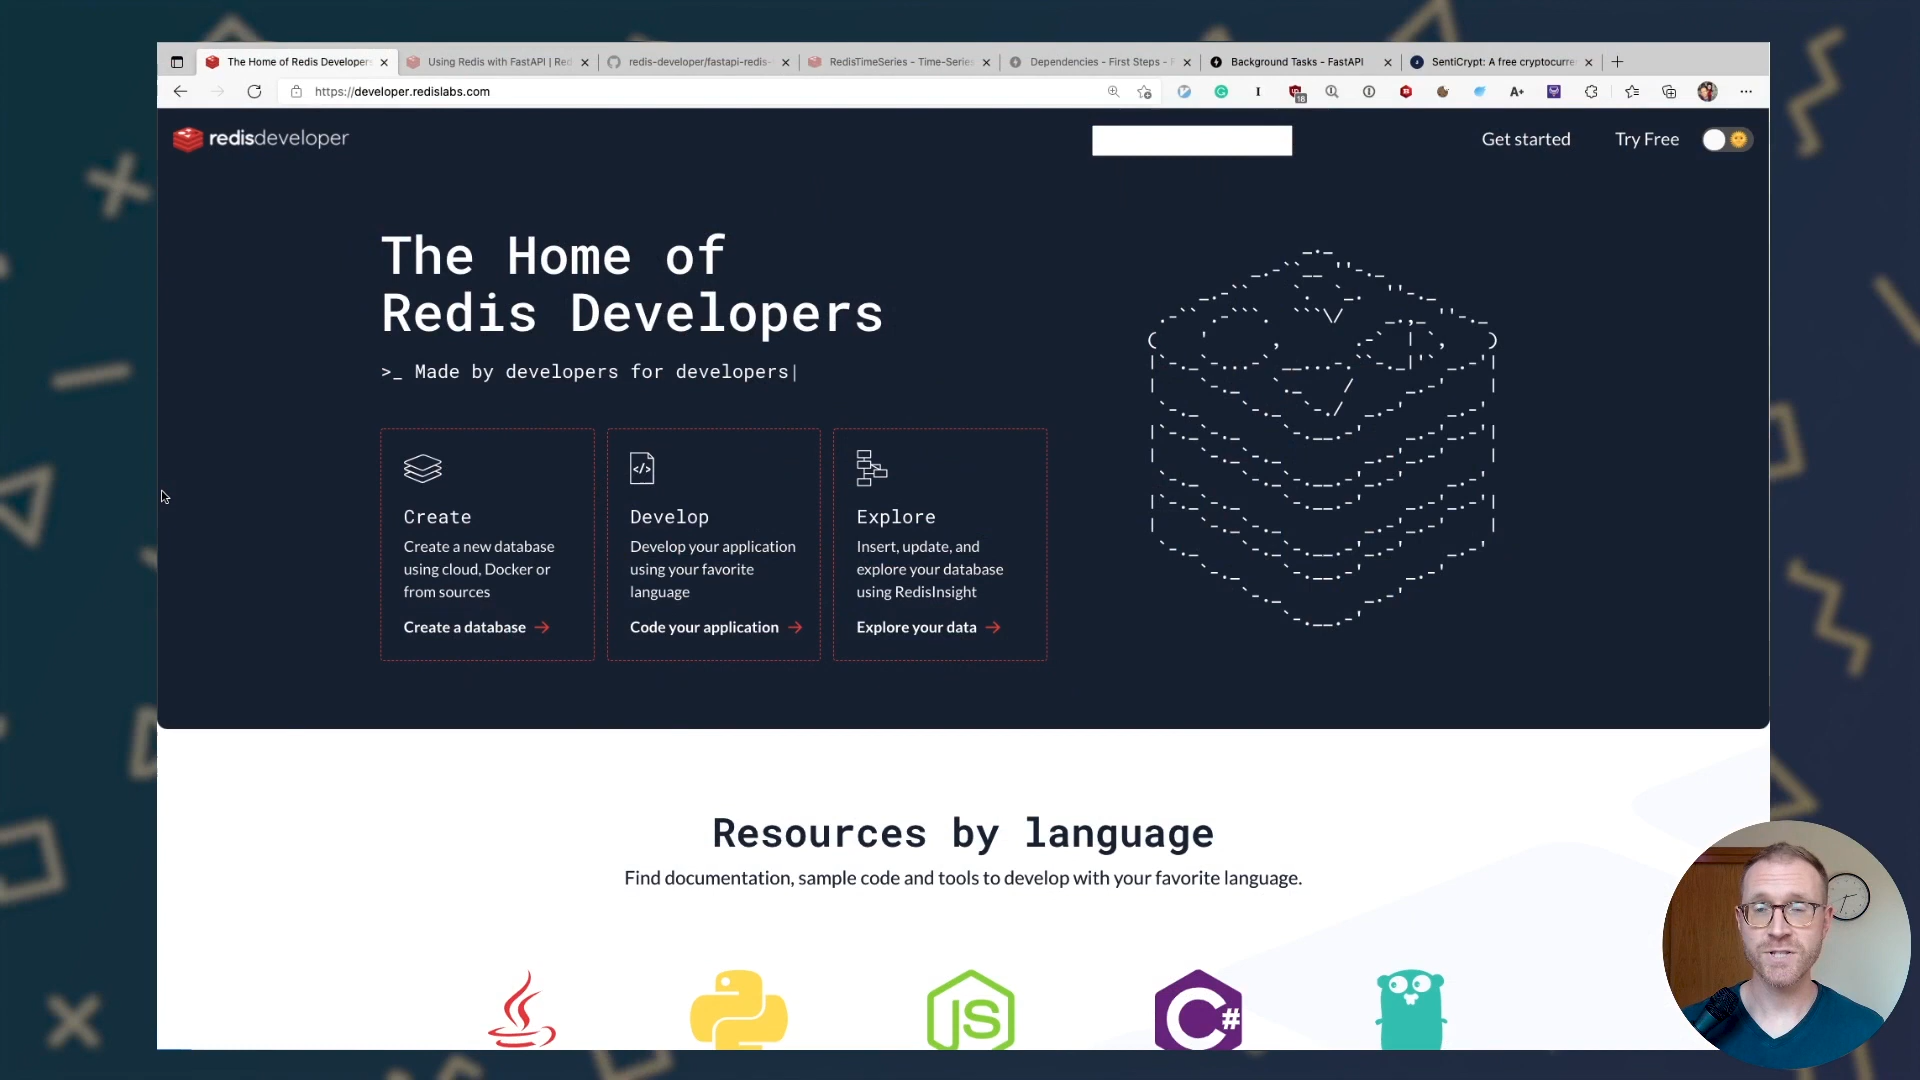 The Home of Redis Developers
Using Redis with FastAPI | Red
redis-developer/fastapi-redis-
RedisTimeSeries - Time-Series
Dependencies - First Steps - F
Background Tasks - FastAPI
SentiCrypt: A free cryptocurre
https://developer.redislabs.com
18
A+
redisdeveloper
Get started
Try Free
The Home of
Redis Developers
>_ Made by developers for developers|
Create
Create a new database
using cloud, Docker or
from sources
Create a database
Develop
Develop your application
using your favorite
language
Code your application
Explore
Insert, update, and
explore your database
using RedisInsight
Explore your data
Resources by language
Find documentation, sample code and tools to develop with your favorite language.
JS
C#